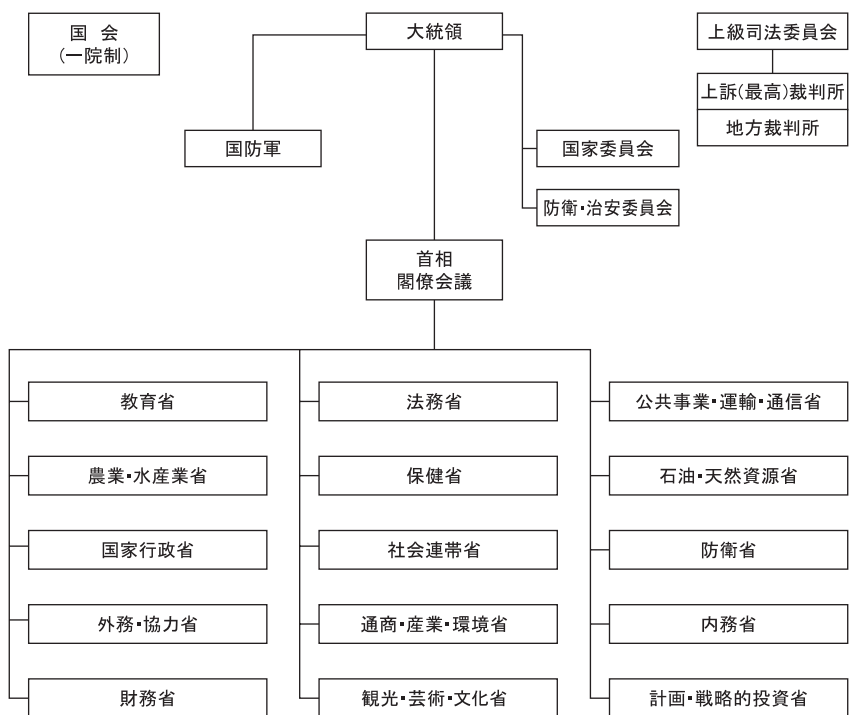 国 会
(一院制)
大統領
上級司法委員会
上訴(最高)裁判所
地方裁判所
国防軍
国家委員会
防衛・治安委員会
首相
閣僚会議
教育省
法務省
公共事業・運輸・通信省
農業・水産業省
保健省
石油・天然資源省
国家行政省
社会連帯省
防衛省
外務・協力省
通商・産業・環境省
内務省
財務省
観光・芸術・文化省
計画・戦略的投資省